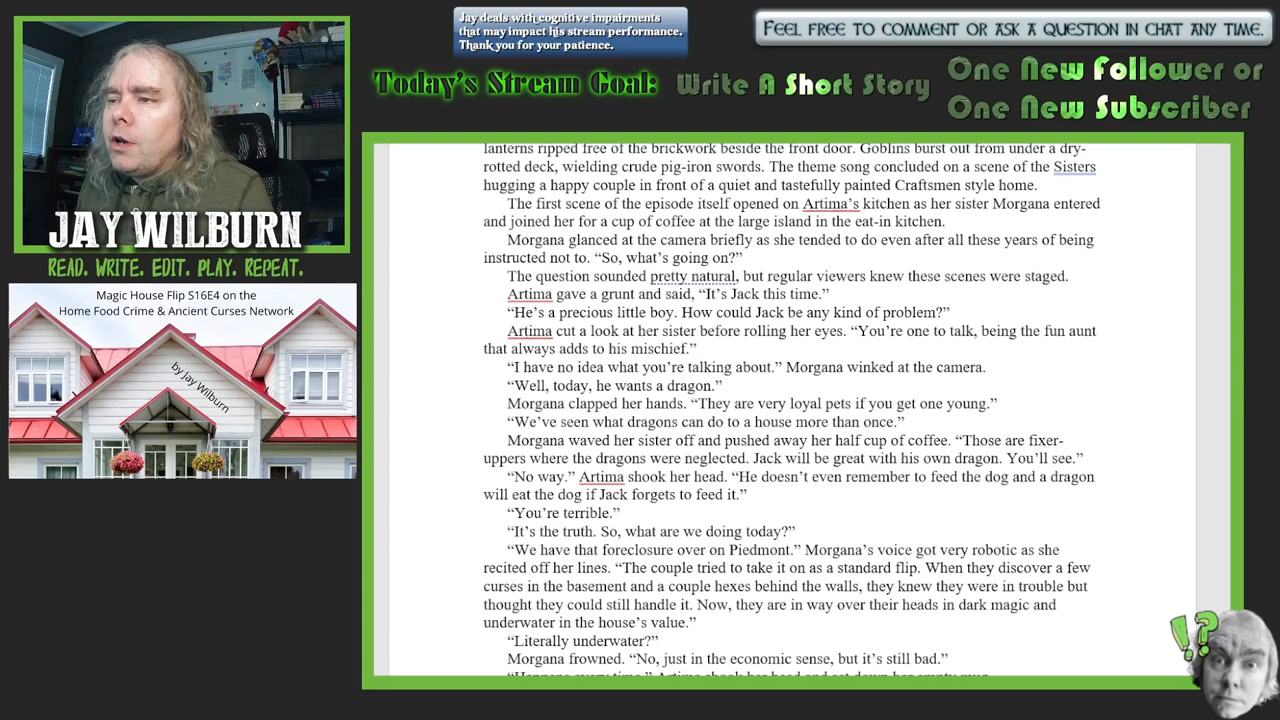 Jay deals with cognitive impairments
that may impact his stream performance.
Thank you for your patience.
Feel free to comment or ask a question in chat any time.
Today's Stream Goal:
Write A Short Story
One New Follower or
One New Subscriber
JAY WILBURN
READ. WRITE. EDIT. PLAY. REPEAT.
Magic House Flip S16E4 on the
Home Food Crime & Ancient Curses Network
by Jay Wilburn
lanterns ripped free of the brickwork beside the front door. Goblins burst out from under a dry-
rotted deck, wielding crude pig-iron swords. The theme song concluded on a scene of the Sisters
hugging a happy couple in front of a quiet and tastefully painted Craftsmen style home.
The first scene of the episode itself opened on Artima's kitchen as her sister Morgana entered
and joined her for a cup of coffee at the large island in the eat-in kitchen.
Morgana glanced at the camera briefly as she tended to do even after all these years of being
instructed not to. “So, what's going on?”
The question sounded pretty natural, but regular viewers knew these scenes were staged.
Artima gave a grunt and said, “It's Jack this time.”
“He's a precious little boy. How could Jack be any kind of problem?”
Artima cut a look at her sister before rolling her eyes. “You're one to talk, being the fun aunt
that always adds to his mischief.”
“I have no idea what you're talking about.” Morgana winked at the camera.
“Well, today, he wants a dragon.”
Morgana clapped her hands. “They are very loyal pets if you get one young.”
“We've seen what dragons can do to a house more than once.”
Morgana waved her sister off and pushed away her half cup of coffee. “Those are fixer-
uppers where the dragons were neglected. Jack will be great with his own dragon. You'll see.”
“No way.” Artima shook her head. “He doesn't even remember to feed the dog and a dragon
will eat the dog if Jack forgets to feed it.”
“You're terrible.”
“It's the truth. So, what are we doing today?”
“We have that foreclosure over on Piedmont.” Morgana's voice got very robotic as she
recited off her lines. “The couple tried to take it on as a standard flip. When they discover a few
curses in the basement and a couple hexes behind the walls, they knew they were in trouble but
thought they could still handle it. Now, they are in way over their heads in dark magic and
underwater in the house's value.”
“Literally underwater?”
Morgana frowned. “No, just in the economic sense, but it's still bad.”
“Happens every time.” Artima shook her head and set down her empty mug.
!?